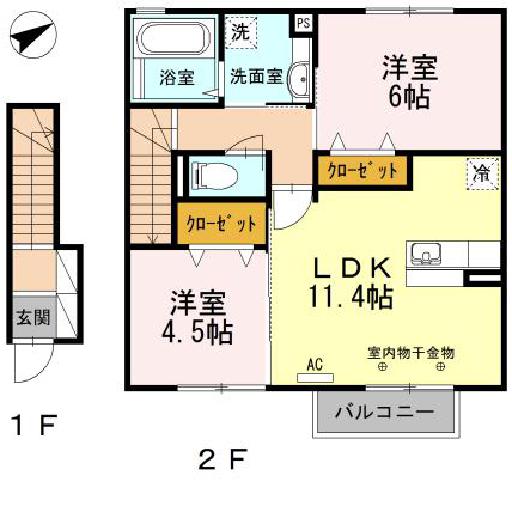 洗
PS
浴室
洗面室
洋室
6帖
クローゼット
冷
クローゼット
LDK
11.4帖
洋室
4.5帖
玄関
室内物干金物
AC
バルコニー
1F
2F